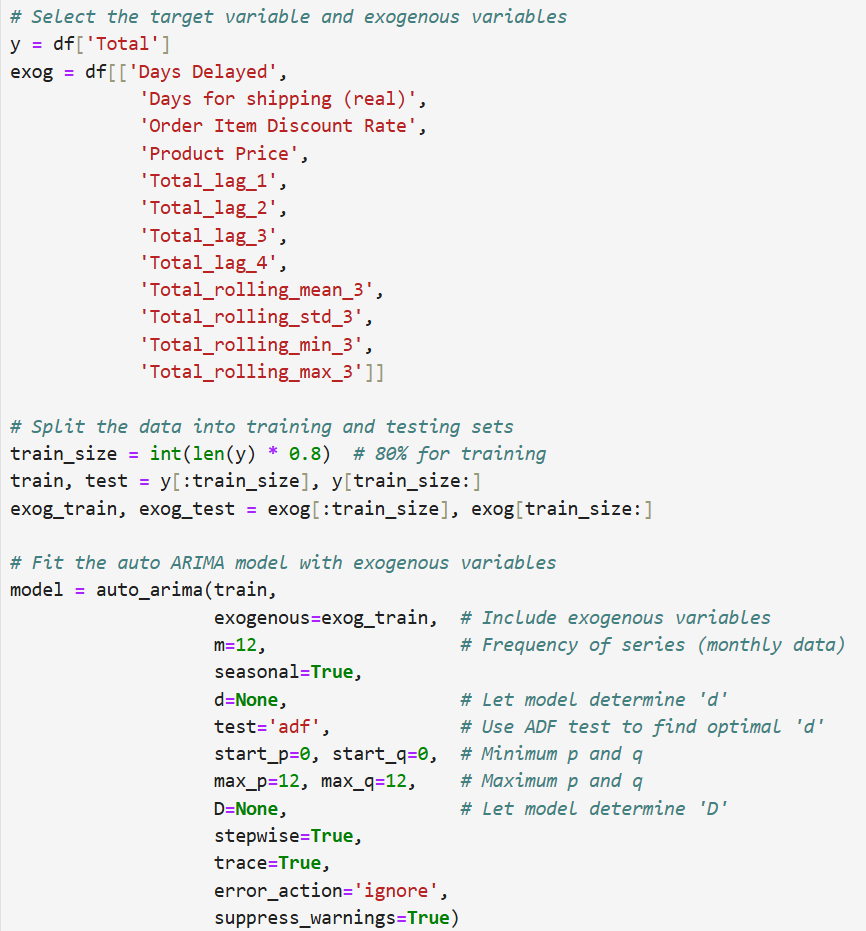 # Select the target variable and exogenous variables
y = df['Total']
exog = df[['Days Delayed',
           'Days for shipping (real)',
           'Order Item Discount Rate',
           'Product Price',
           'Total_lag_1',
           'Total_lag_2',
           'Total_lag_3',
           'Total_lag_4',
           'Total_rolling_mean_3',
           'Total_rolling_std_3',
           'Total_rolling_min_3',
           'Total_rolling_max_3']]

# Split the data into training and testing sets
train_size = int(len(y) * 0.8)  # 80% for training
train, test = y[:train_size], y[train_size:]
exog_train, exog_test = exog[:train_size], exog[train_size:]

# Fit the auto ARIMA model with exogenous variables
model = auto_arima(train,
                   exogenous=exog_train,  # Include exogenous variables
                   m=12,                  # Frequency of series (monthly data)
                   seasonal=True,
                   d=None,                # Let model determine 'd'
                   test='adf',            # Use ADF test to find optimal 'd'
                   start_p=0, start_q=0,  # Minimum p and q
                   max_p=12, max_q=12,    # Maximum p and q
                   D=None,                # Let model determine 'D'
                   stepwise=True,
                   trace=True,
                   error_action='ignore',
                   suppress_warnings=True)